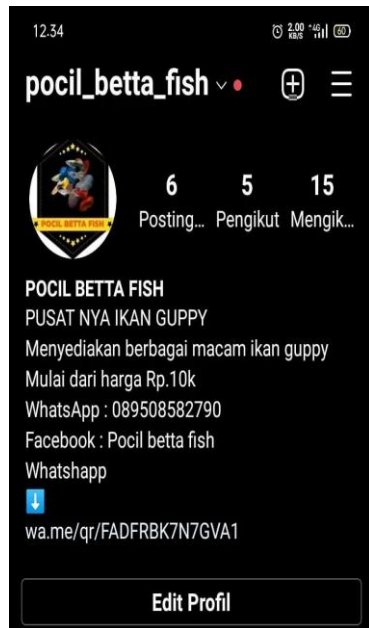 12.34
2.00 KB/S 4G 60
pocil_betta_fish
POCIL BETTA FISH
6 5 15
Posting... Pengikut Mengik...
POCIL BETTA FISH
PUSAT NYA IKAN GUPPY
Menyediakan berbagai macam ikan guppy
Mulai dari harga Rp.10k
WhatsApp : 089508582790
Facebook : Pocil betta fish
Whatshapp
wa.me/qr/FADFRBK7N7GVA1
Edit Profil